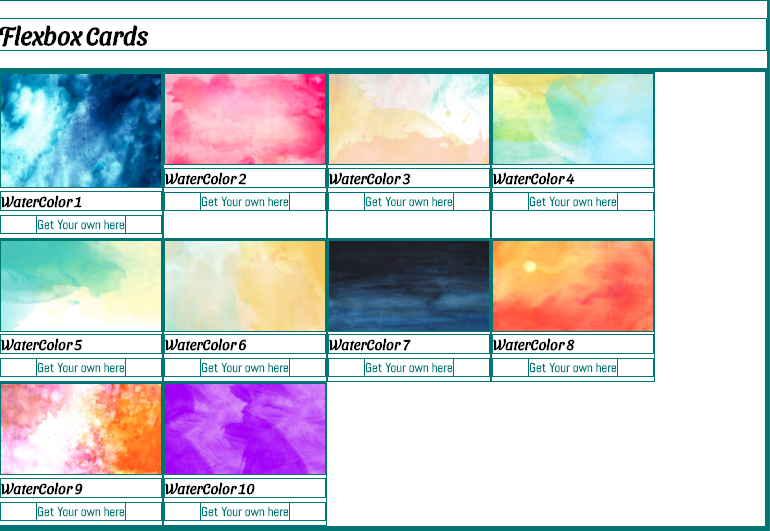 Flexbox Cards
WaterColor 1
Get Your own here
WaterColor 2
Get Your own here
WaterColor 3
Get Your own here
WaterColor 4
Get Your own here
WaterColor 5
Get Your own here
WaterColor 6
Get Your own here
WaterColor 7
Get Your own here
WaterColor 8
Get Your own here
WaterColor 9
Get Your own here
WaterColor 10
Get Your own here